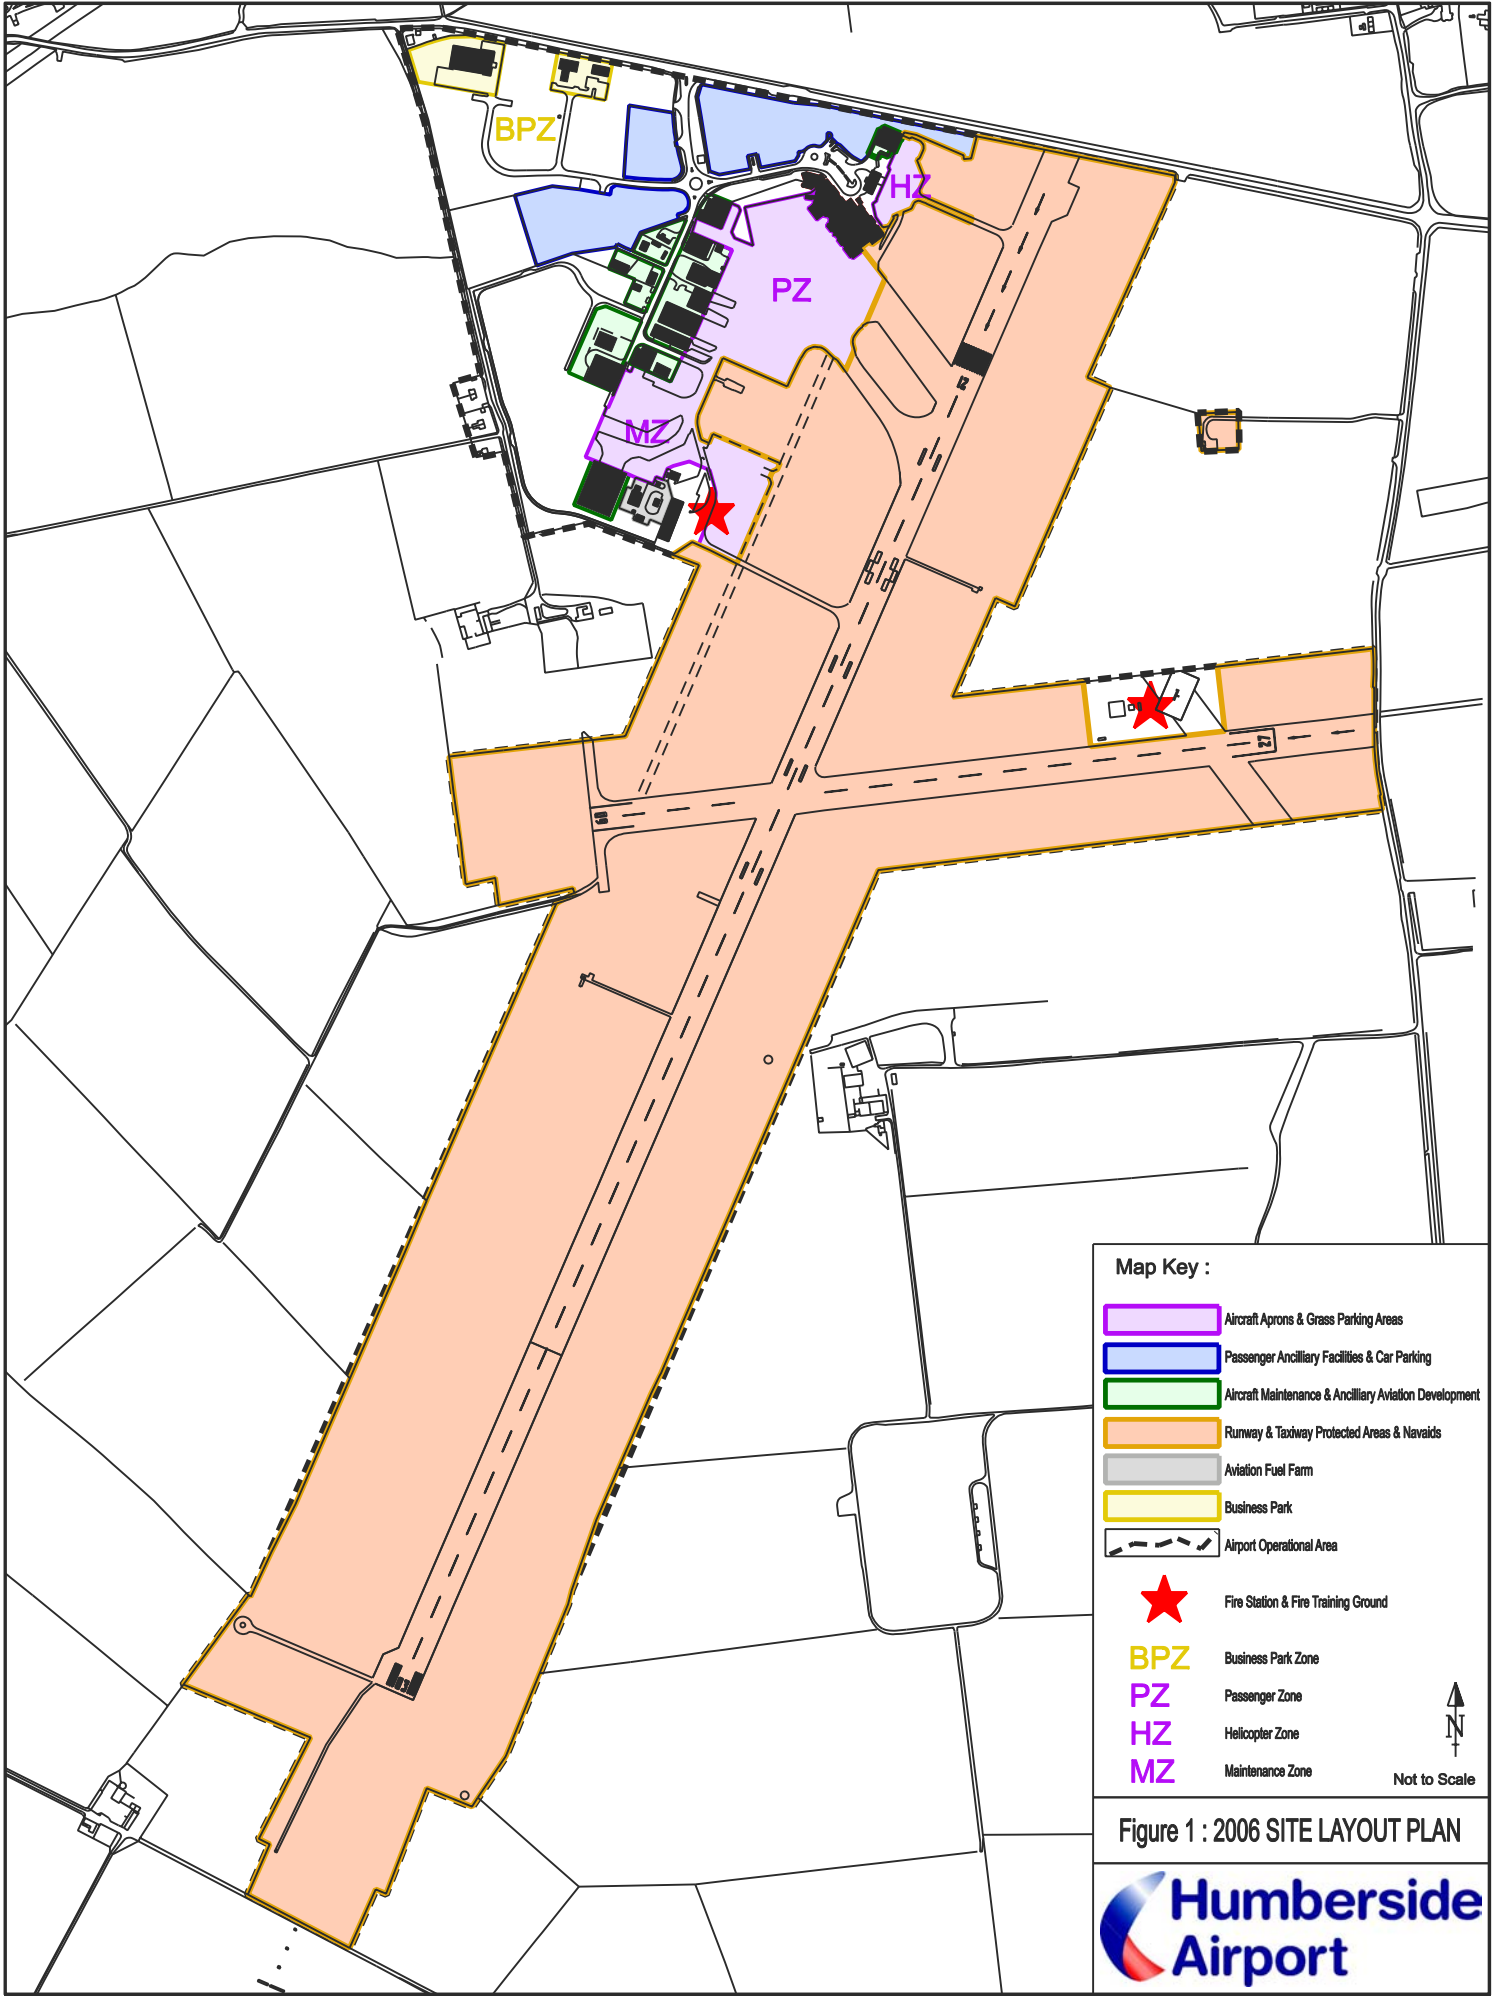 BPZ
HZ
PZ
MZ
27
09
Map Key :
Aircraft Aprons & Grass Parking Areas
Passenger Ancilliary Facilities & Car Parking
Aircraft Maintenance & Ancilliary Aviation Development
Runway & Taxiway Protected Areas & Navaids
Aviation Fuel Farm
Business Park
Airport Operational Area
Fire Station & Fire Training Ground
BPZ Business Park Zone
PZ Passenger Zone
HZ Helicopter Zone
MZ Maintenance Zone
N
Not to Scale
Figure 1 : 2006 SITE LAYOUT PLAN
Humberside
Airport